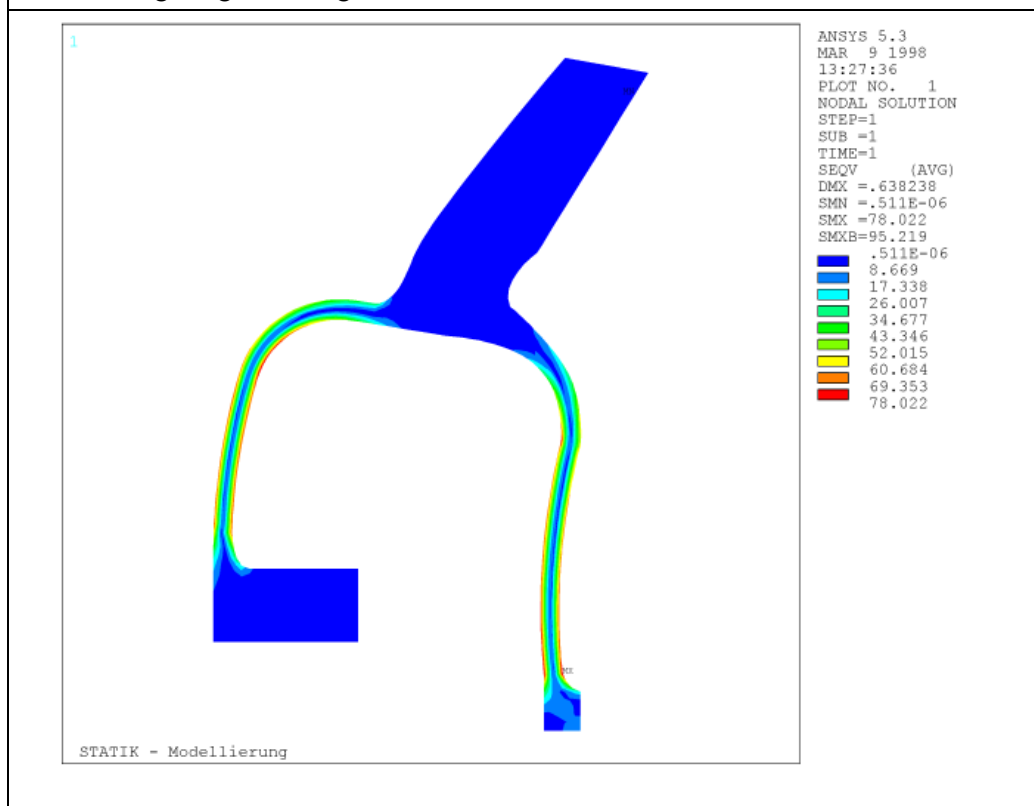 1
ANSYS 5.3
MAR 9 1998
13:27:36
PLOT NO. 1
NODAL SOLUTION
STEP=1
SUB =1
TIME=1
SEQV (AVG)
DMX =.638238
SMN =.511E-06
SMX =78.022
SMXB=95.219
.511E-06
8.669
17.338
26.007
34.677
43.346
52.015
60.684
69.353
78.022
MX
STATIK - Modellierung